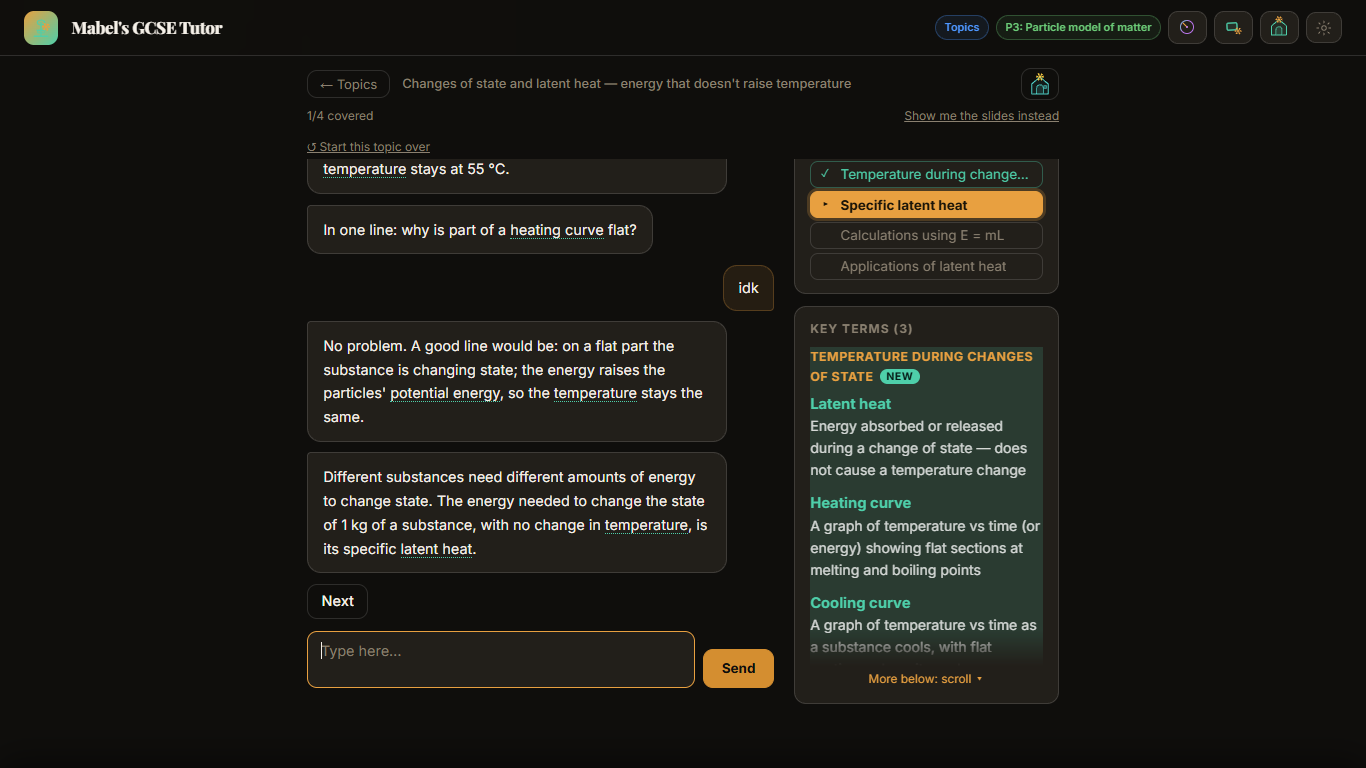 Mabel's GCSE Tutor
Topics
P3: Particle model of matter
← Topics
Changes of state and latent heat — energy that doesn't raise temperature
1/4 covered
Show me the slides instead
↺ Start this topic over
temperature stays at 55 °C.
In one line: why is part of a heating curve flat?
idk
No problem. A good line would be: on a flat part the
substance is changing state; the energy raises the
particles' potential energy, so the temperature stays the
same.
Different substances need different amounts of energy
to change state. The energy needed to change the state
of 1 kg of a substance, with no change in temperature, is
its specific latent heat.
Next
Type here...
Send
✓ Temperature during change...
‣ Specific latent heat
Calculations using E = mL
Applications of latent heat
KEY TERMS (3)
TEMPERATURE DURING CHANGES
OF STATE NEW
Latent heat
Energy absorbed or released
during a change of state — does
not cause a temperature change
Heating curve
A graph of temperature vs time (or
energy) showing flat sections at
melting and boiling points
Cooling curve
A graph of temperature vs time as
a substance cools, with flat
More below: scroll ▾